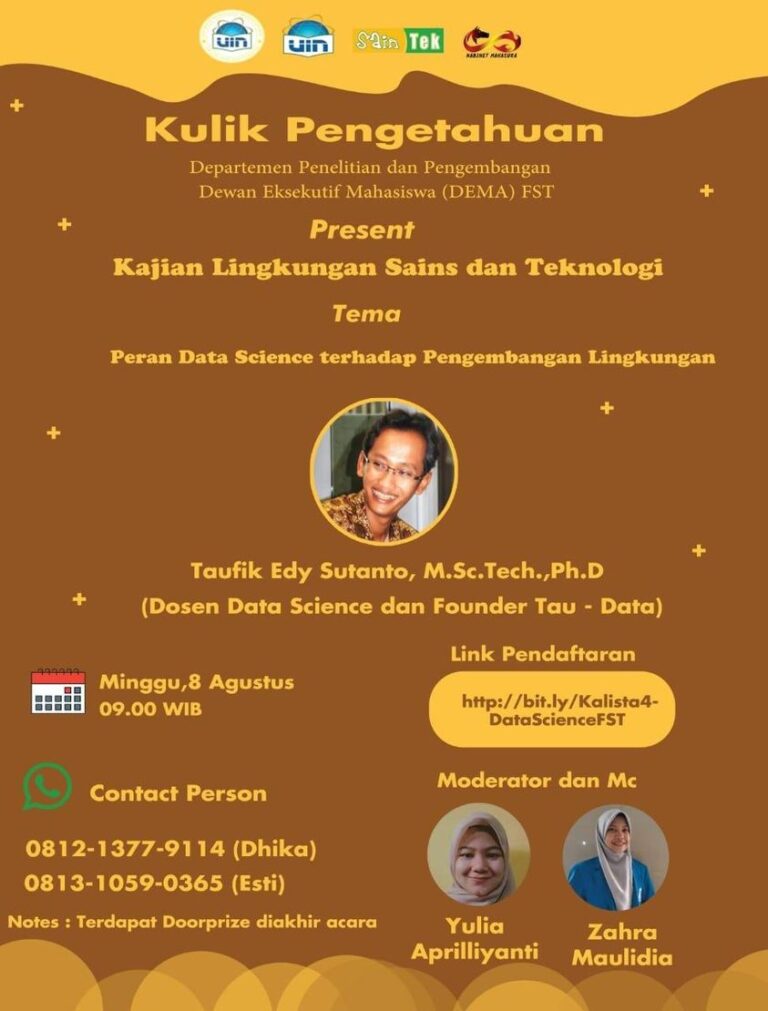 uin
uin
Sain Tek
KABINET MAHASURA
Kulik Pengetahuan
Departemen Penelitian dan Pengembangan
Dewan Eksekutif Mahasiswa (DEMA) FST
Present
Kajian Lingkungan Sains dan Teknologi
Tema
Peran Data Science terhadap Pengembangan Lingkungan
Taufik Edy Sutanto, M.Sc.Tech.,Ph.D
(Dosen Data Science dan Founder Tau - Data)
Minggu,8 Agustus
09.00 WIB
Link Pendaftaran
http://bit.ly/Kalista4-
DataScienceFST
Contact Person
0812-1377-9114 (Dhika)
0813-1059-0365 (Esti)
Notes : Terdapat Doorprize diakhir acara
Moderator dan Mc
Yulia
Aprilliyanti
Zahra
Maulidia